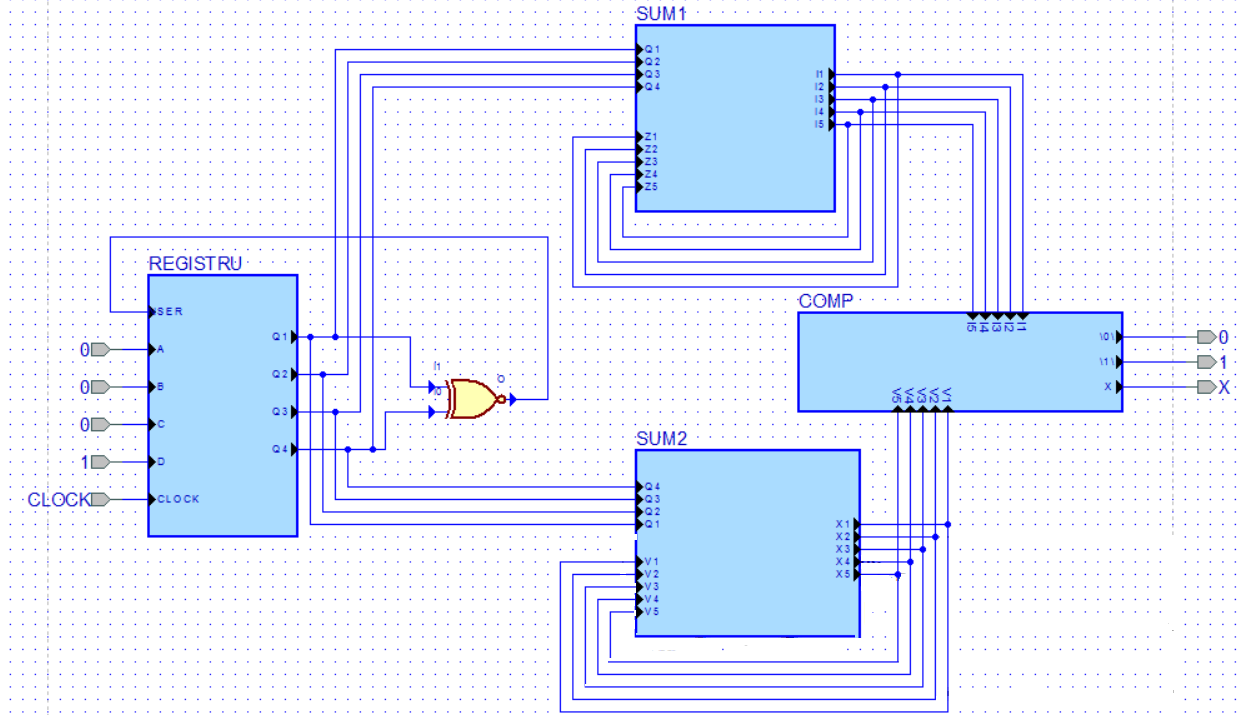 SUM1
Q1
Q2
Q3
Q4
Z1
Z2
Z3
Z4
Z5
I1
I2
I3
I4
I5
REGISTRU
SER
0 A
0 B
0 C
1 D
CLOCK CLOCK
Q1
Q2
Q3
Q4
I1
I0
O
COMP
I5 I4 I3 I2 I1
V5 V4 V3 V2 V1
\0\ 0
\1\ 1
X X
SUM2
Q4
Q3
Q2
Q1
V1
V2
V3
V4
V5
X1
X2
X3
X4
X5